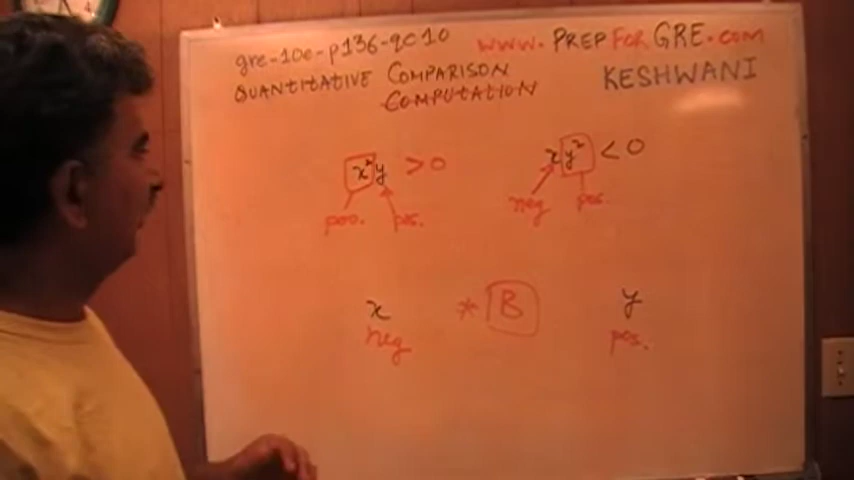 gre-10e-p136-qc10
www.PREPFORGRE.com
QUANTITATIVE COMPARISON
KESHWANI
COMPUTATION
x²y > 0
xy² < 0
pos. pos.
neg pos.
x * B y
neg pos.